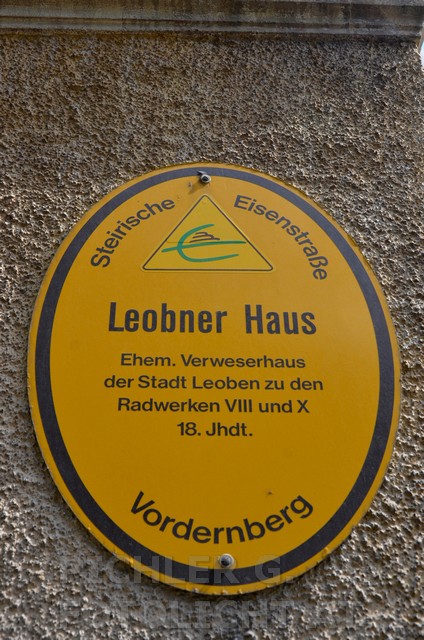 Steirische Eisenstraße
Leobner Haus
Ehem. Verweserhaus
der Stadt Leoben zu den
Radwerken VIII und X
18. Jhdt.
Vordernberg